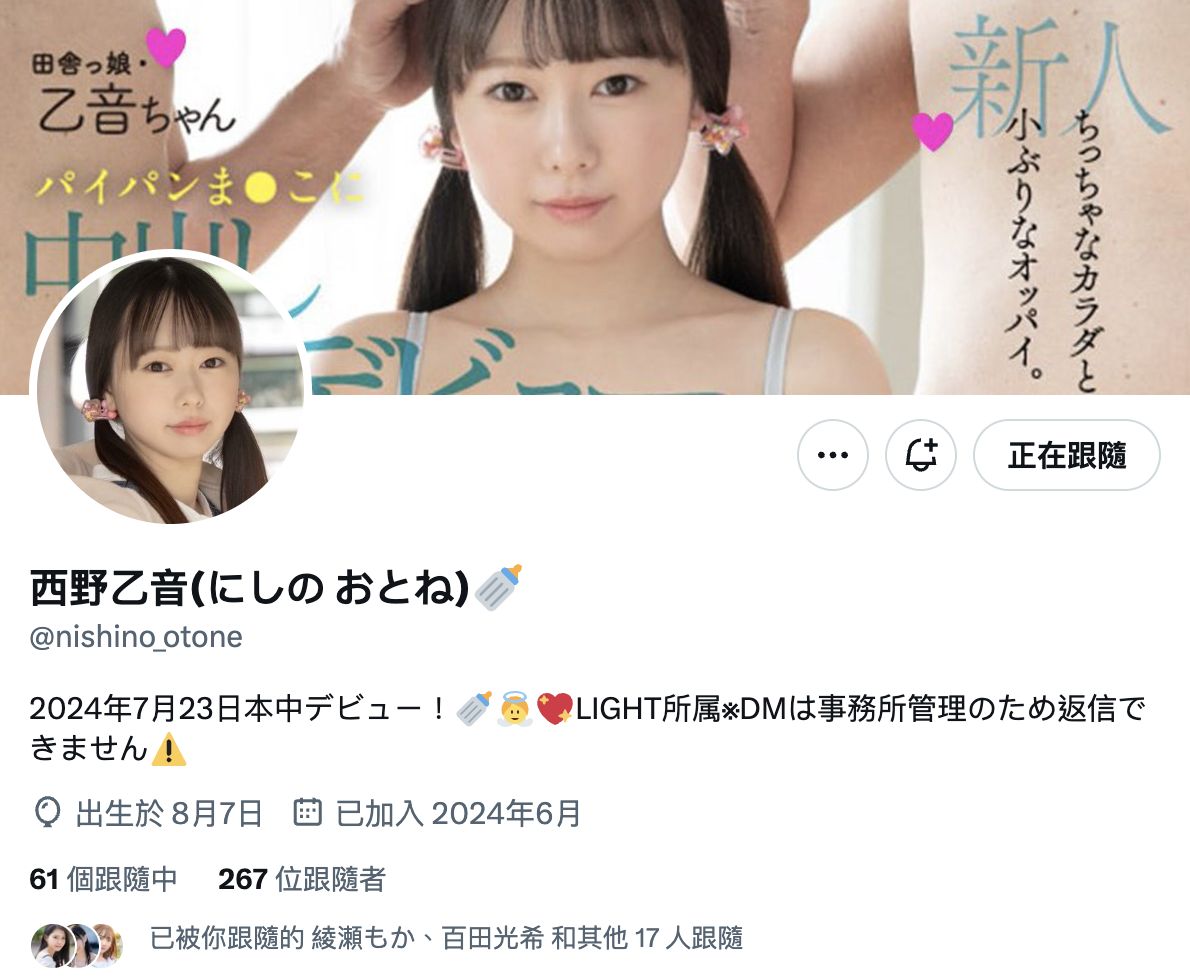 田舎っ娘・
乙音ちゃん
パイパンま●こに
中出し
デビュー
新人
ちっちゃなカラダと
小ぶりなオッパイ。
正在跟隨
西野乙音(にしの おとね)🍼
@nishino_otone
2024年7月23日本中デビュー！🍼👼💖LIGHT所属※DMは事務所管理のため返信で
きません⚠️
出生於 8月7日 已加入 2024年6月
61 個跟隨中 267 位跟隨者
已被你跟隨的 綾瀬もか、百田光希 和其他 17 人跟隨